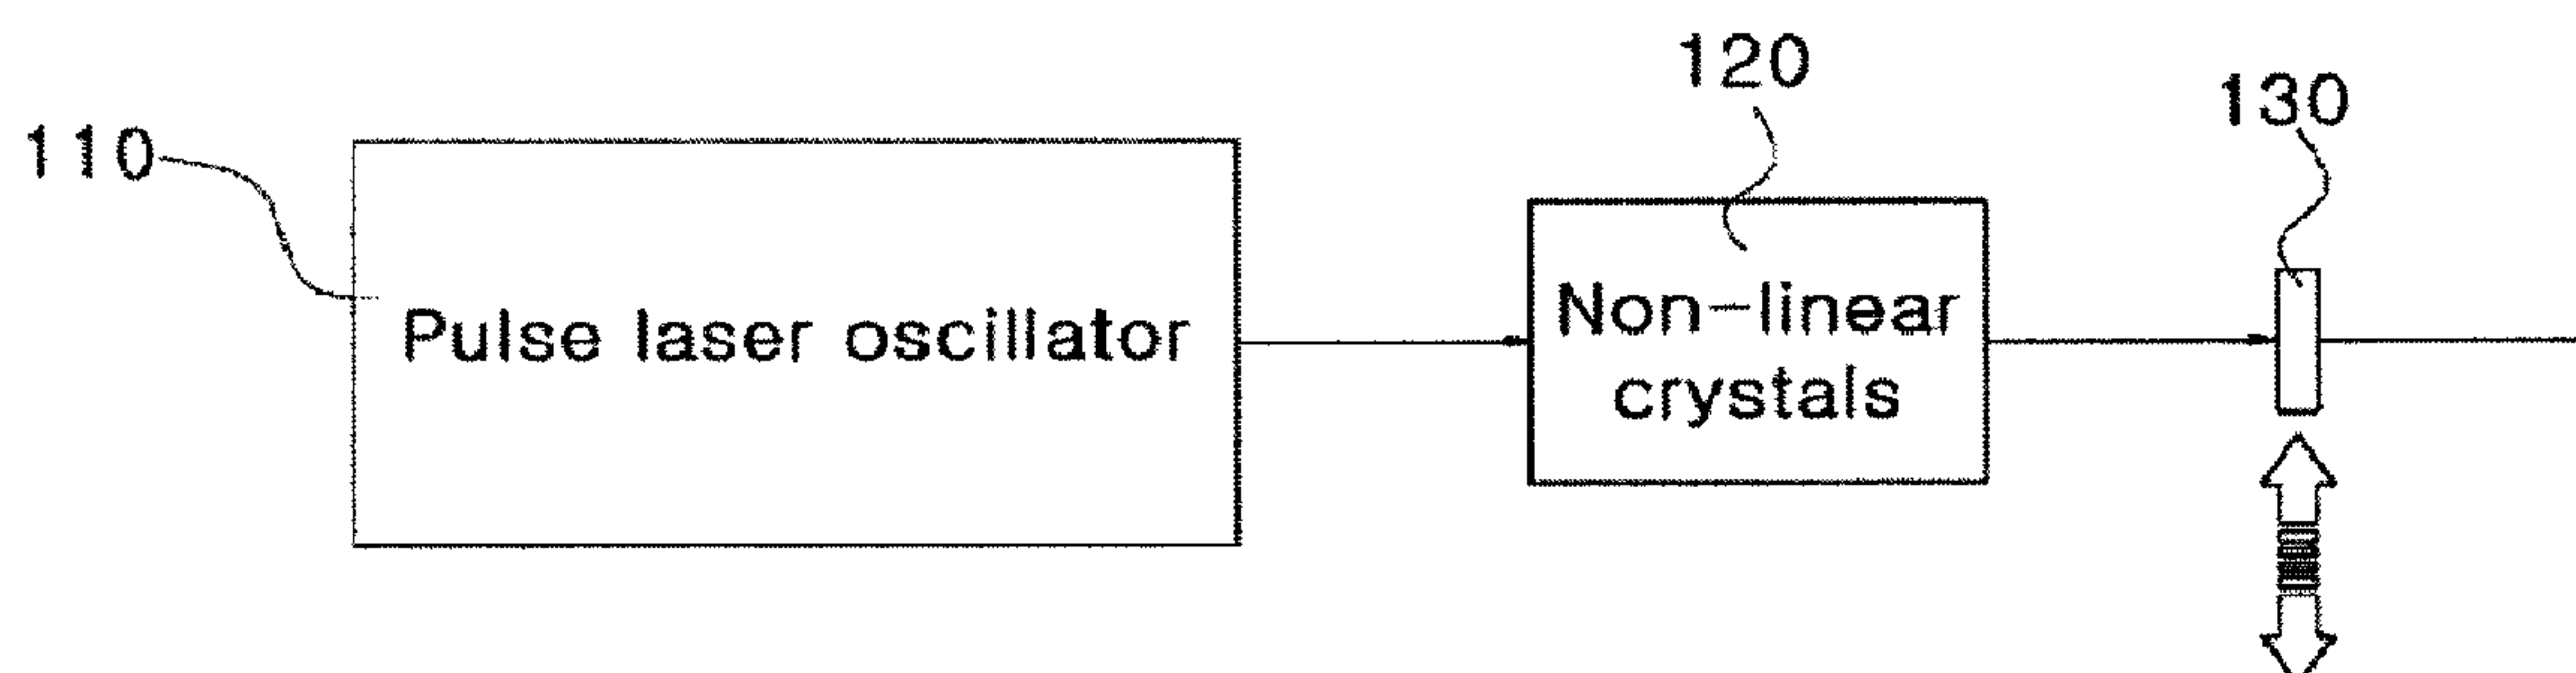 120
130
110
Pulse laser oscillator
Non-linear
crystals